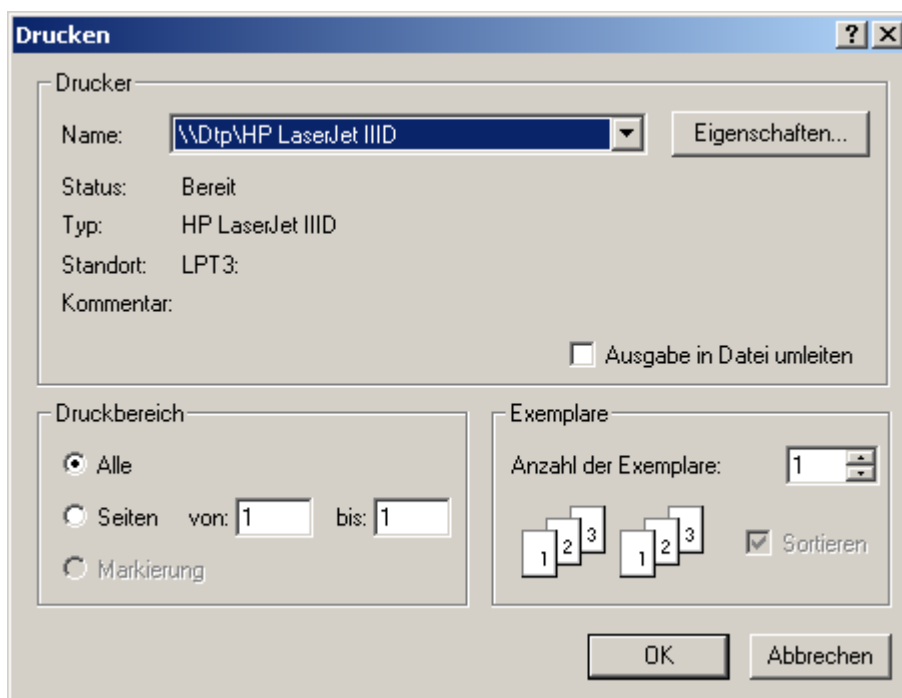 Drucken
Drucker
Name: \\Dtp\HP LaserJet IIID Eigenschaften...
Status: Bereit
Typ: HP LaserJet IIID
Standort: LPT3:
Kommentar:
Ausgabe in Datei umleiten
Druckbereich
Alle
Seiten von: 1 bis: 1
Markierung
Exemplare
Anzahl der Exemplare: 1
1 2 3 1 2 3 Sortieren
OK Abbrechen